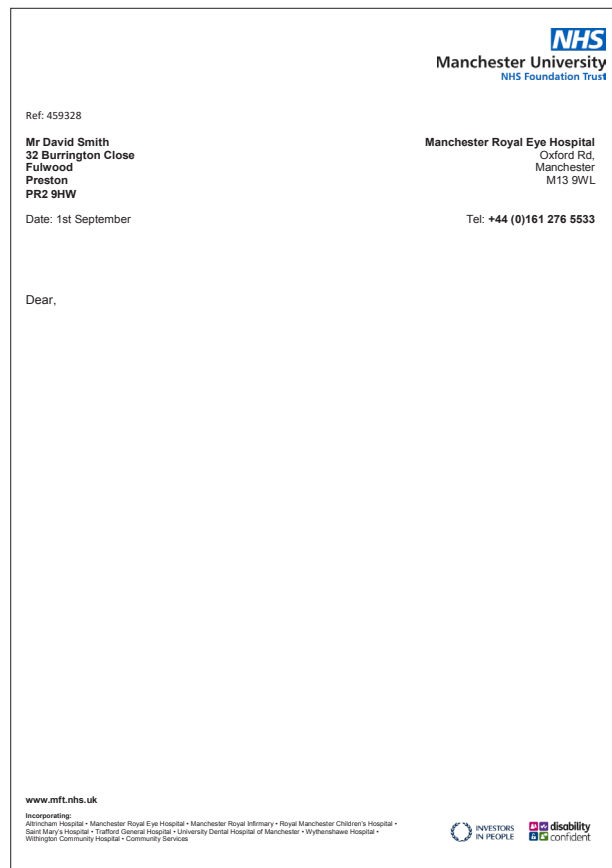 NHS
Manchester University
NHS Foundation Trust
Ref: 459328
Mr David Smith
32 Burrington Close
Fulwood
Preston
PR2 9HW
Manchester Royal Eye Hospital
Oxford Rd,
Manchester
M13 9WL
Date: 1st September
Tel: +44 (0)161 276 5533
Dear,
www.mft.nhs.uk
Incorporating:
Altrincham Hospital • Manchester Royal Eye Hospital • Manchester Royal Infirmary • Royal Manchester Children's Hospital •
Saint Mary's Hospital • Trafford General Hospital • University Dental Hospital of Manchester • Wythenshawe Hospital •
Withington Community Hospital • Community Services
INVESTORS
IN PEOPLE
disability
confident